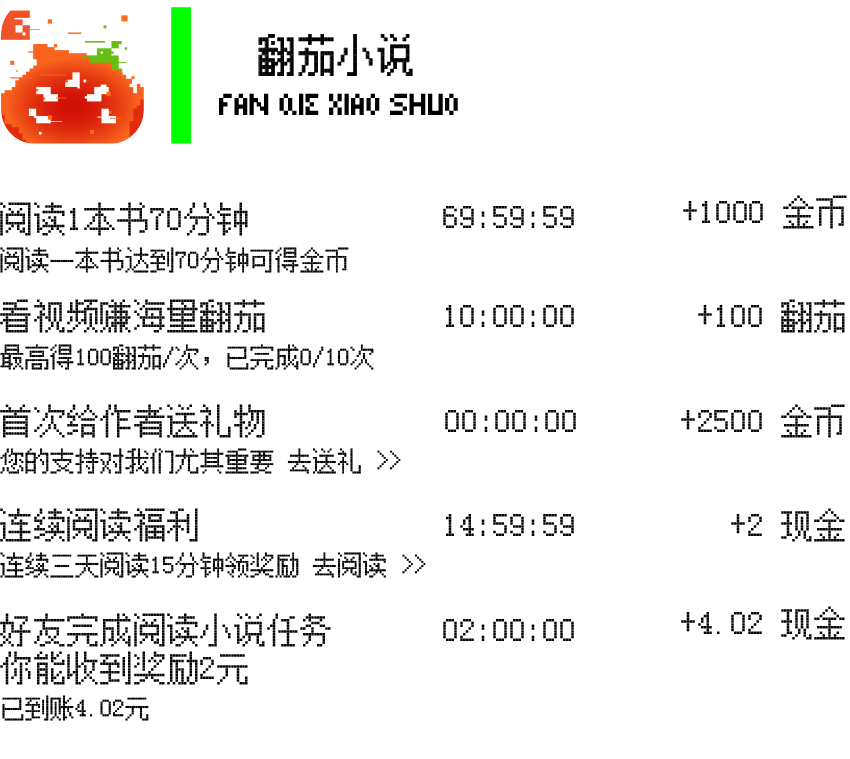 翻茄小说
FAN QIE XIAO SHUO
阅读1本书70分钟 69:59:59 +1000 金币
阅读一本书达到70分钟可得金币
看视频赚海里翻茄 10:00:00 +100 翻茄
最高得100翻茄/次，已完成0/10次
首次给作者送礼物 00:00:00 +2500 金币
您的支持对我们尤其重要 去送礼 >>
连续阅读福利 14:59:59 +2 现金
连续三天阅读15分钟领奖励 去阅读 >>
好友完成阅读小说任务 02:00:00 +4.02 现金
你能收到奖励2元
已到账4.02元